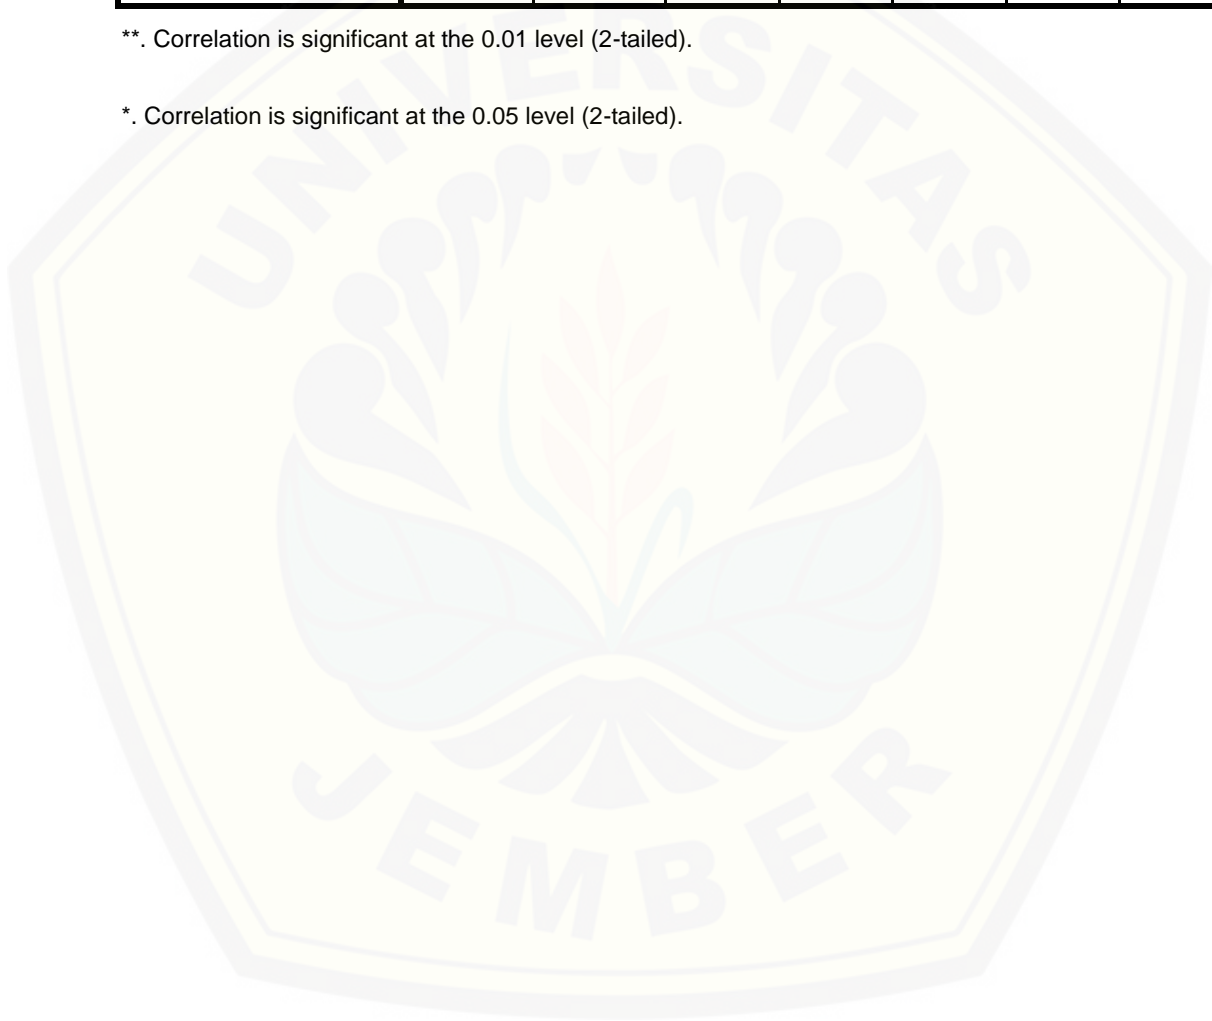 **. Correlation is significant at the 0.01 level (2-tailed).
*. Correlation is significant at the 0.05 level (2-tailed).
UNIVERSITAS
JEMBER